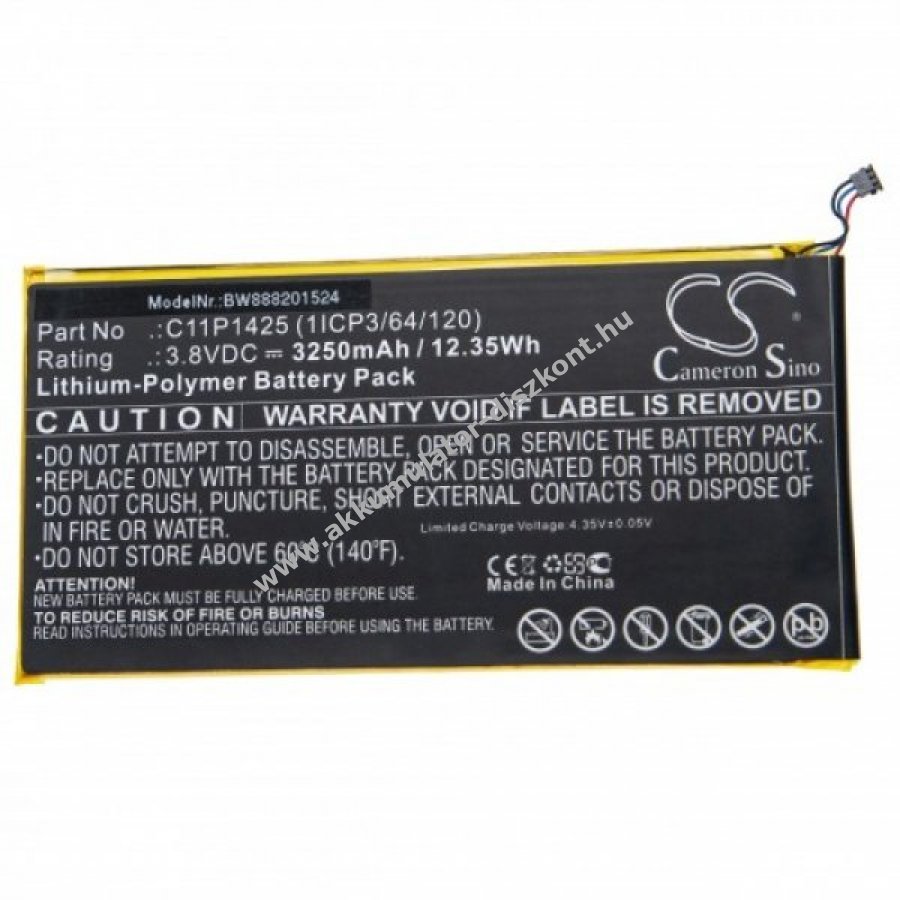 ModelNr.:BW888201524
Part No .: C11P1425 (1ICP3/64/120)
Rating .: 3.8VDC ⎓ 3250mAh / 12.35Wh
Lithium-Polymer Battery Pack
CS
Cameron Sino
CAUTION WARRANTY VOID IF LABEL IS REMOVED
•DO NOT ATTEMPT TO DISASSEMBLE, OPEN OR SERVICE THE BATTERY PACK.
•REPLACE ONLY WITH THE BATTERY PACK DESIGNATED FOR THIS PRODUCT.
•DO NOT CRUSH, PUNCTURE, SHORT EXTERNAL CONTACTS OR DISPOSE
IN FIRE OR WATER.
Limited Charge Voltage: 4.35V±0.05V
•DO NOT STORE ABOVE 60°C (140°F).
CE
Made In China
ATTENTION:
NEW BATTERY PACK MUST BE FULLY CHARGED BEFORE USE.
TO REDUCE RISK OF FIRE OR BURNS
READ INSTRUCTIONS IN OPERATING GUIDE BEFORE USING BATTERY PACK.
Pb
www.akkumulator-diszkont.hu